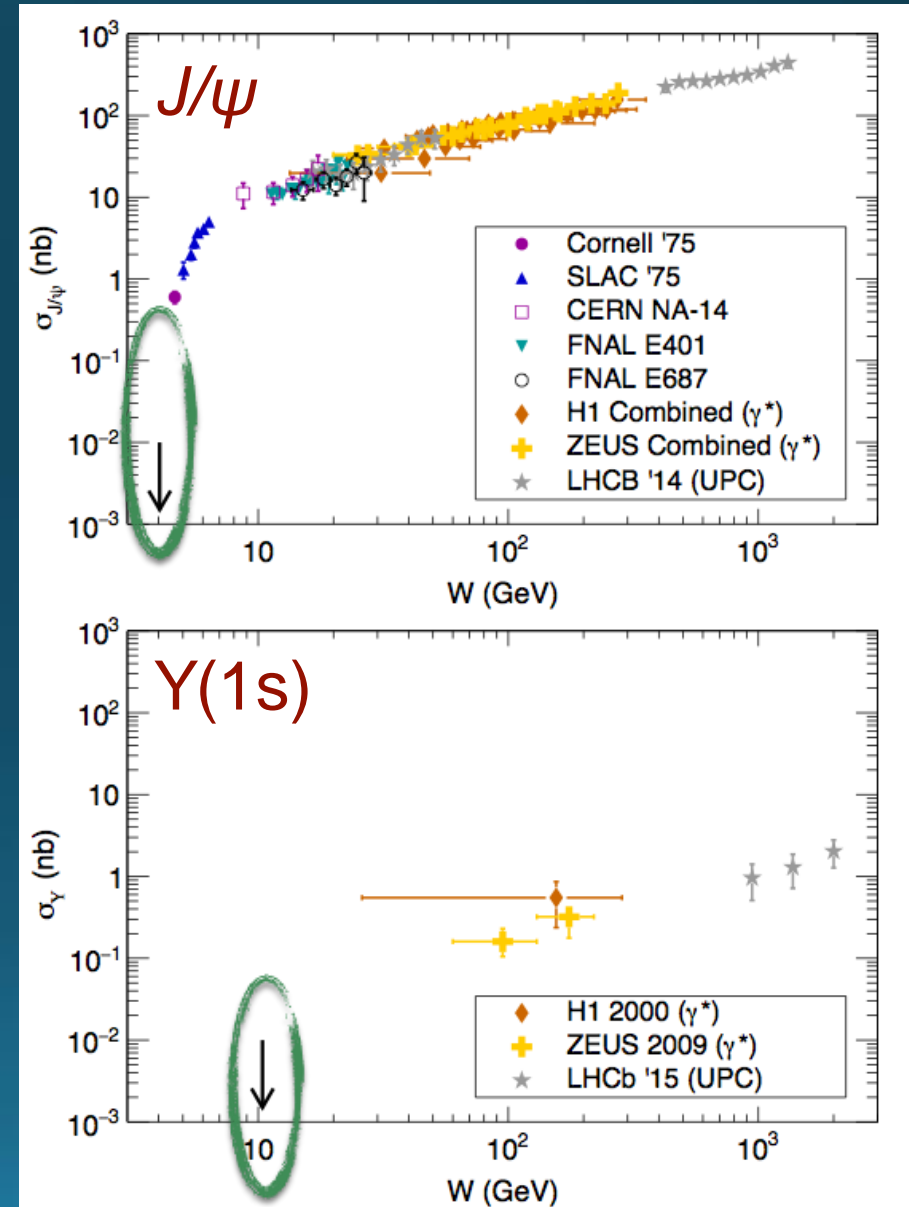 10³
10²
10
1
10⁻¹
10⁻²
10⁻³
σ_J/ψ (nb)
J/ψ
Cornell '75
SLAC '75
CERN NA-14
FNAL E401
FNAL E687
H1 Combined (γ*)
ZEUS Combined (γ*)
LHCB '14 (UPC)
10 10² 10³
W (GeV)
10³
10²
10
1
10⁻¹
10⁻²
10⁻³
σ_Υ (nb)
Υ(1s)
H1 2000 (γ*)
ZEUS 2009 (γ*)
LHCb '15 (UPC)
10 10² 10³
W (GeV)